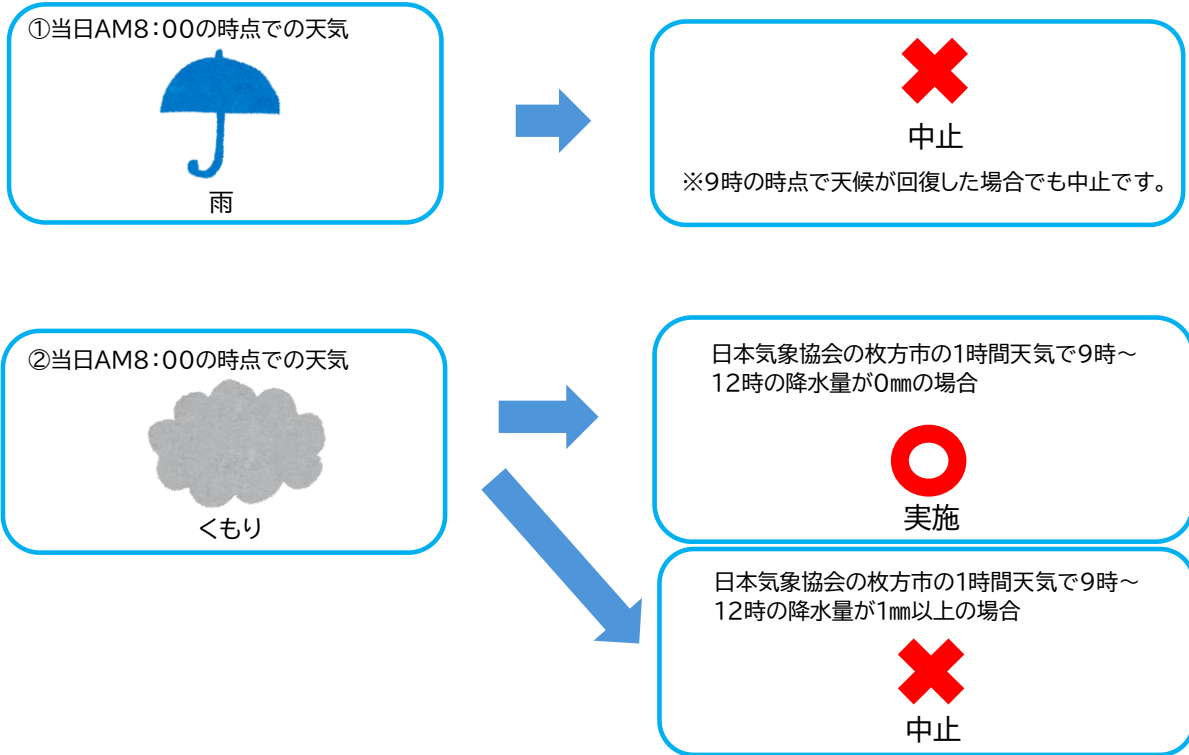 ①当日AM8:00の時点での天気
雨
中止
※9時の時点で天候が回復した場合でも中止です。
②当日AM8:00の時点での天気
くもり
日本気象協会の枚方市の1時間天気で9時~
12時の降水量が0㎜の場合
実施
日本気象協会の枚方市の1時間天気で9時~
12時の降水量が1㎜以上の場合
中止